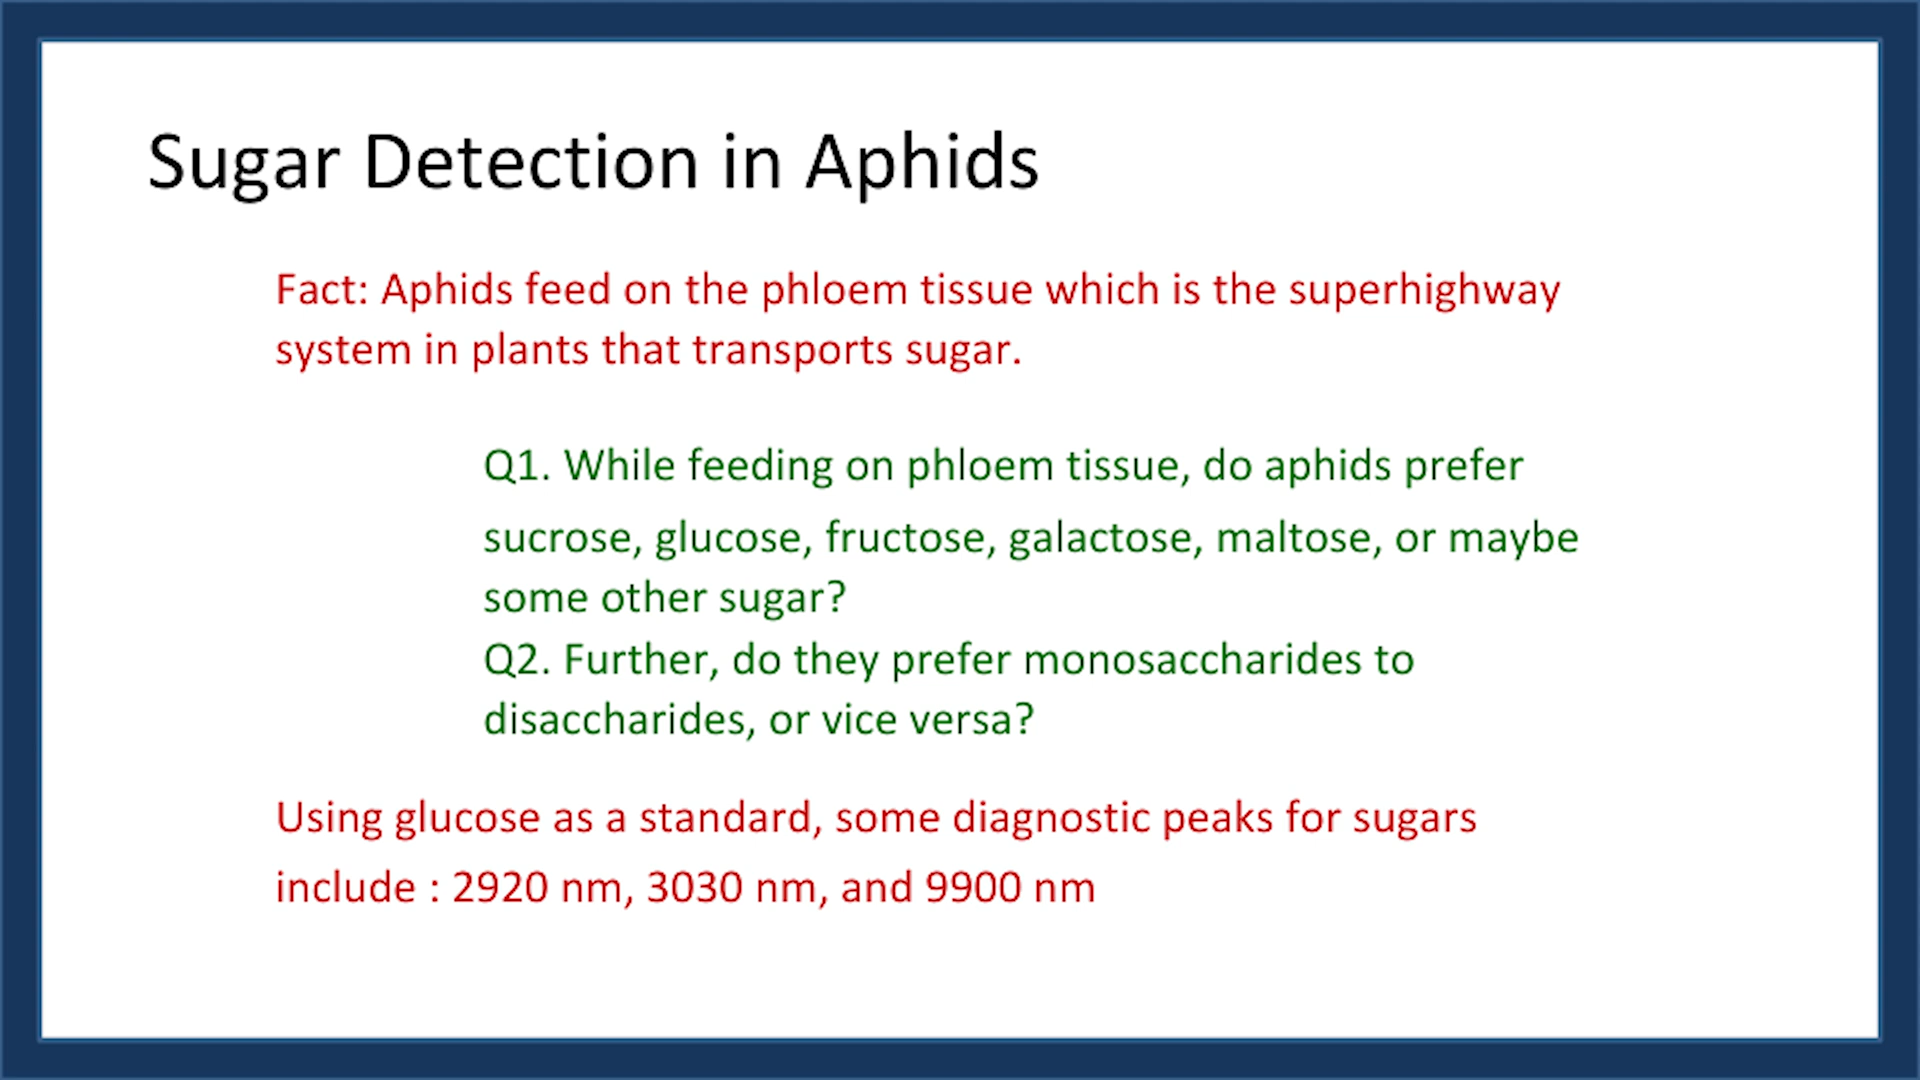 Sugar Detection in Aphids
Fact: Aphids feed on the phloem tissue which is the superhighway
system in plants that transports sugar.
Q1. While feeding on phloem tissue, do aphids prefer
sucrose, glucose, fructose, galactose, maltose, or maybe
some other sugar?
Q2. Further, do they prefer monosaccharides to
disaccharides, or vice versa?
Using glucose as a standard, some diagnostic peaks for sugars
include : 2920 nm, 3030 nm, and 9900 nm